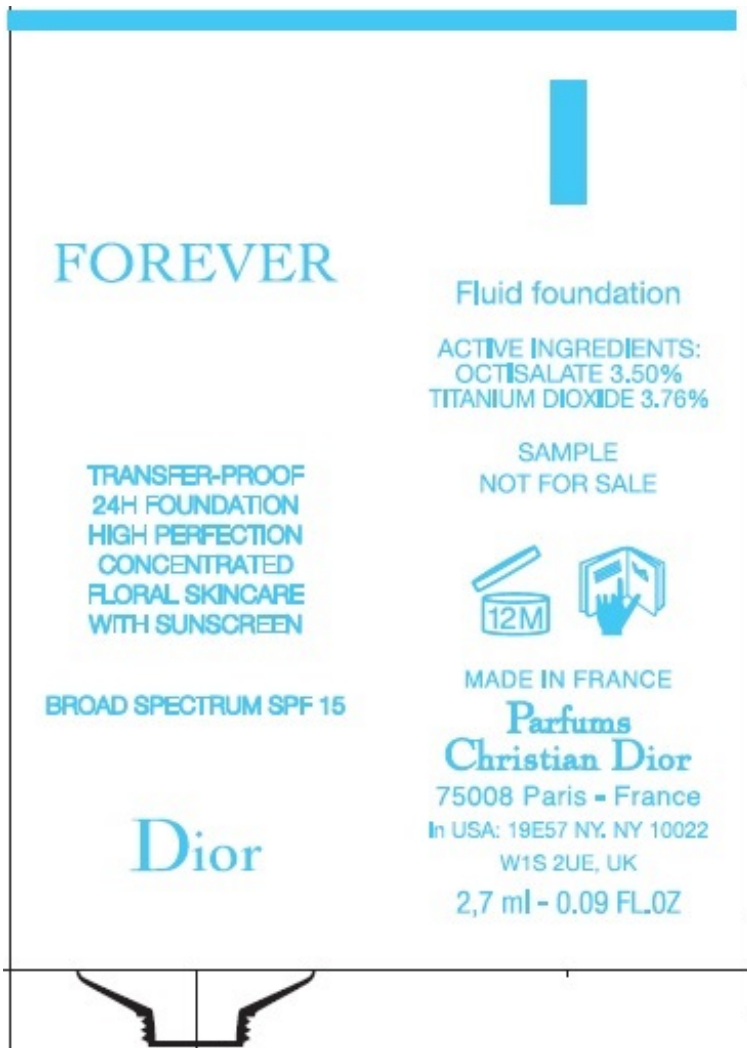 FOREVER
TRANSFER-PROOF
24H FOUNDATION
HIGH PERFECTION
CONCENTRATED
FLORAL SKINCARE
WITH SUNSCREEN
BROAD SPECTRUM SPF 15
Dior
Fluid foundation
ACTIVE INGREDIENTS:
OCTISALATE 3.50%
TITANIUM DIOXIDE 3.76%
SAMPLE
NOT FOR SALE
12M
MADE IN FRANCE
Parfums
Christian Dior
75008 Paris - France
In USA: 19E57 NY. NY 10022
W1S 2UE, UK
2,7 ml - 0.09 FL.OZ